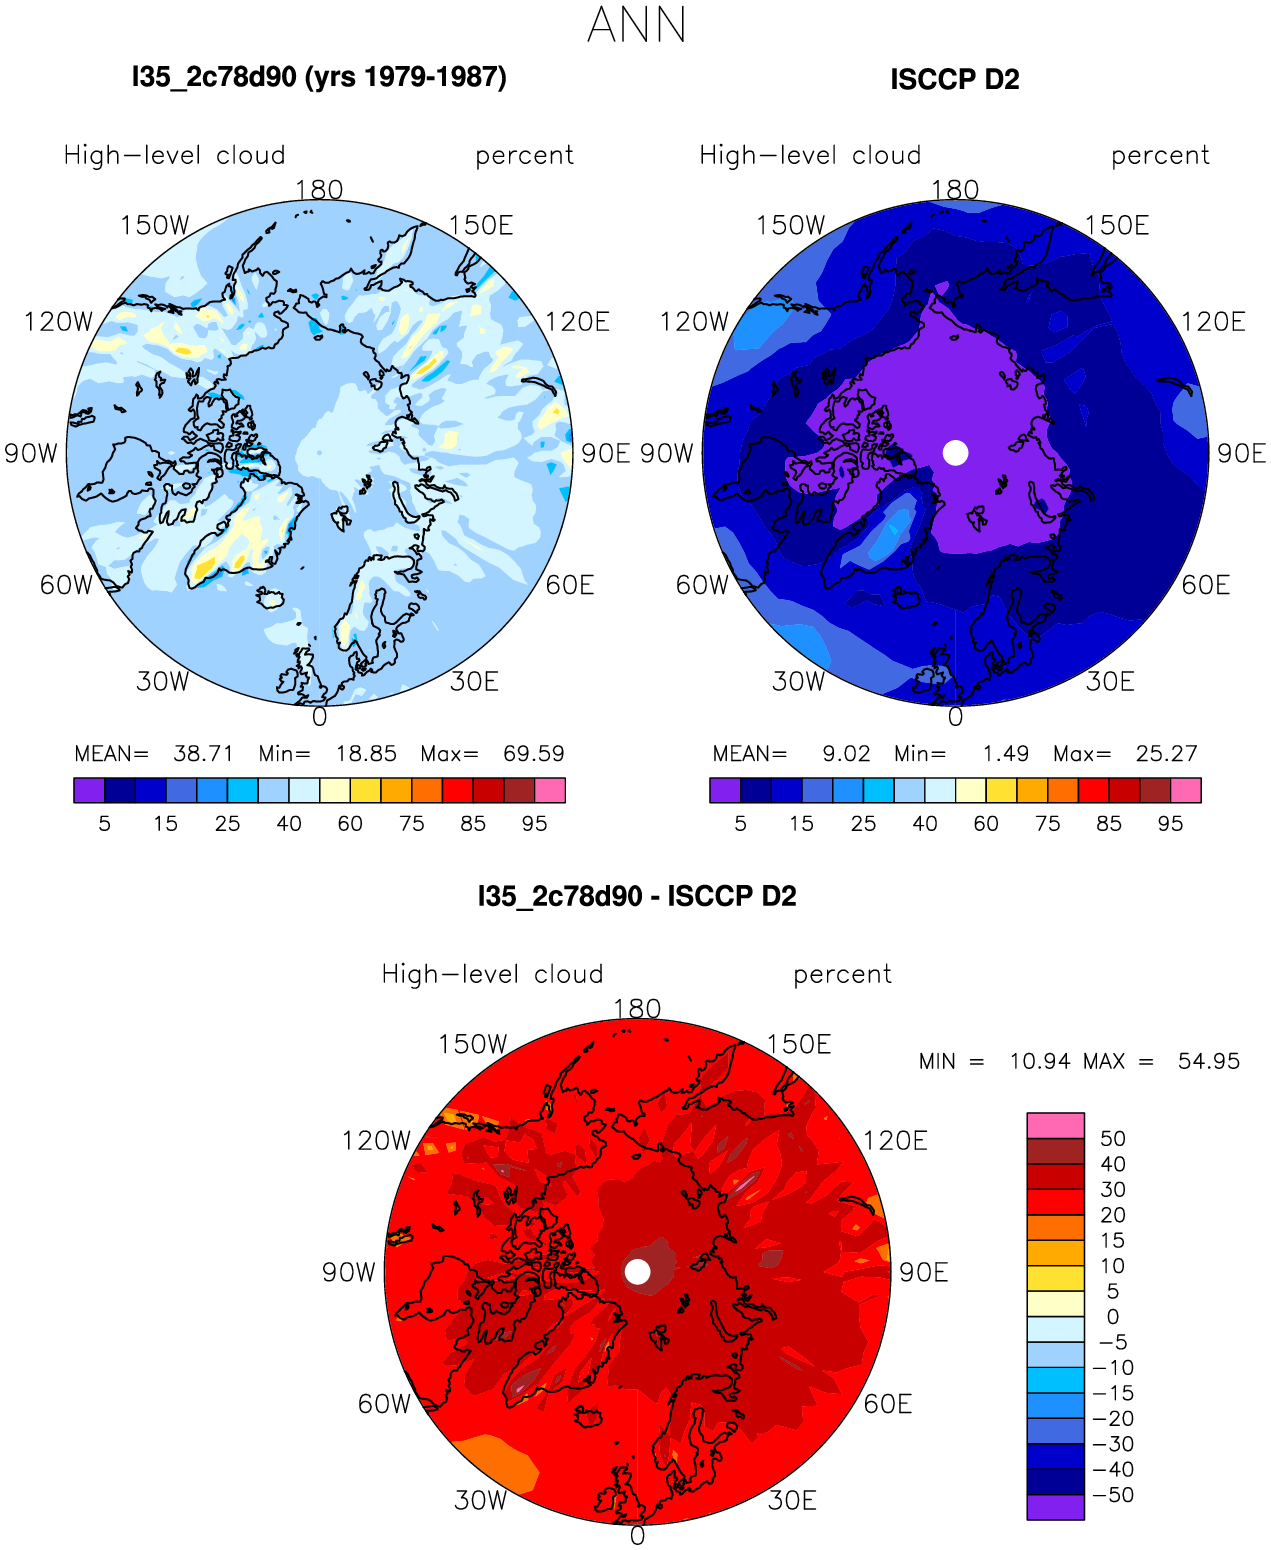 ANN
I35_2c78d90 (yrs 1979-1987)
High-level cloud percent
180
150W 150E
120W 120E
90W 90E
60W 60E
30W 30E
0
MEAN= 38.71 Min= 18.85 Max= 69.59
5 15 25 40 60 75 85 95
ISCCP D2
High-level cloud percent
180
150W 150E
120W 120E
90W 90E
60W 60E
30W 30E
0
MEAN= 9.02 Min= 1.49 Max= 25.27
5 15 25 40 60 75 85 95
I35_2c78d90 - ISCCP D2
High-level cloud percent
180
150W 150E
120W 120E
90W 90E
60W 60E
30W 30E
0
MIN = 10.94 MAX = 54.95
50
40
30
20
15
10
5
0
-5
-10
-15
-20
-30
-40
-50